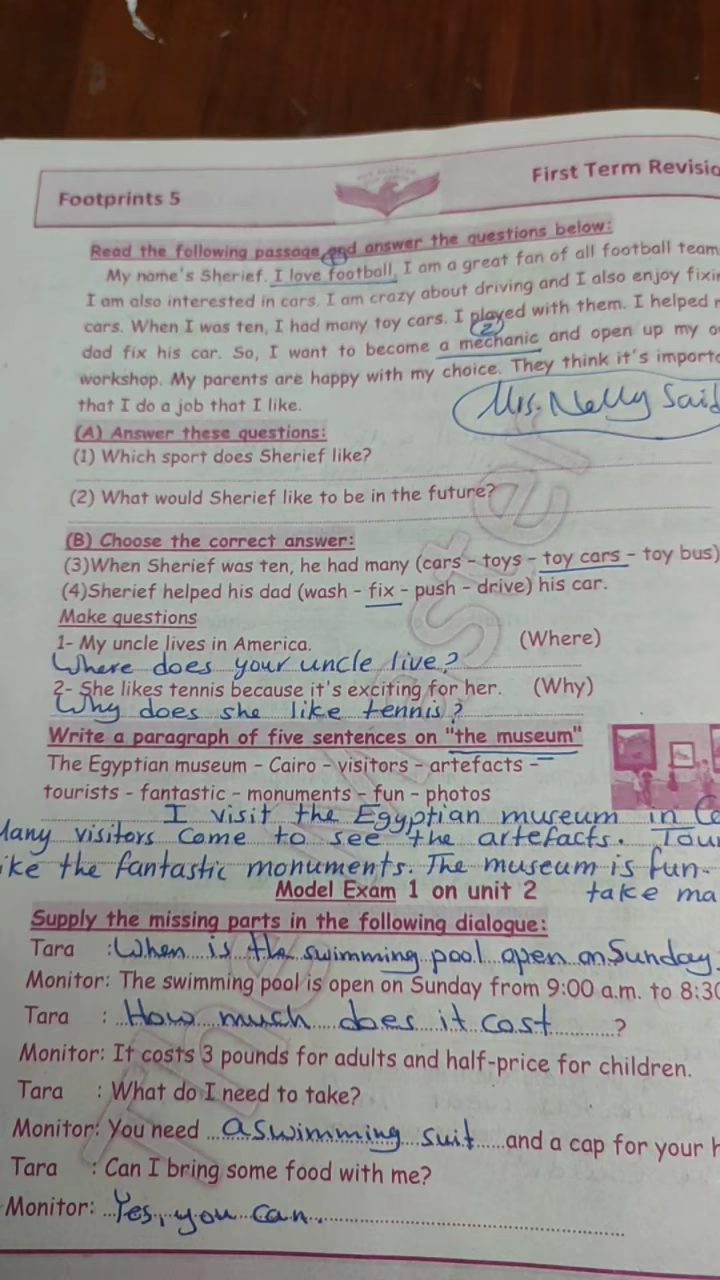 Footprints 5
First Term Revisio
Read the following passage and answer the questions below:
My name's Sherief. I love football. I am a great fan of all football team
I am also interested in cars. I am crazy about driving and I also enjoy fixin
cars. When I was ten, I had many toy cars. I played with them. I helped m
dad fix his car. So, I want to become a mechanic and open up my o
workshop. My parents are happy with my choice. They think it's importa
that I do a job that I like.
Mrs. Nelly Said
(A) Answer these questions:
(1) Which sport does Sherief like?
(2) What would Sherief like to be in the future?
(B) Choose the correct answer:
(3)When Sherief was ten, he had many (cars - toys - toy cars - toy bus)
(4)Sherief helped his dad (wash - fix - push - drive) his car.
Make questions
1- My uncle lives in America. (Where)
Where does your uncle live?
2- She likes tennis because it's exciting for her. (Why)
Why does she like tennis?
Write a paragraph of five sentences on "the museum"
The Egyptian museum - Cairo - visitors - artefacts -
tourists - fantastic - monuments - fun - photos
I visit the Egyptian museum in Ca
Many visitors come to see the artefacts. Tour
ike the fantastic monuments. The museum is fun.
Model Exam 1 on unit 2 take ma
Supply the missing parts in the following dialogue:
Tara : When is the swimming pool open on Sunday.
Monitor: The swimming pool is open on Sunday from 9:00 a.m. to 8:30
Tara : How much does it cost ?
Monitor: It costs 3 pounds for adults and half-price for children.
Tara : What do I need to take?
Monitor: You need a swimming suit and a cap for your h
Tara : Can I bring some food with me?
Monitor: Yes, you can.
The Master